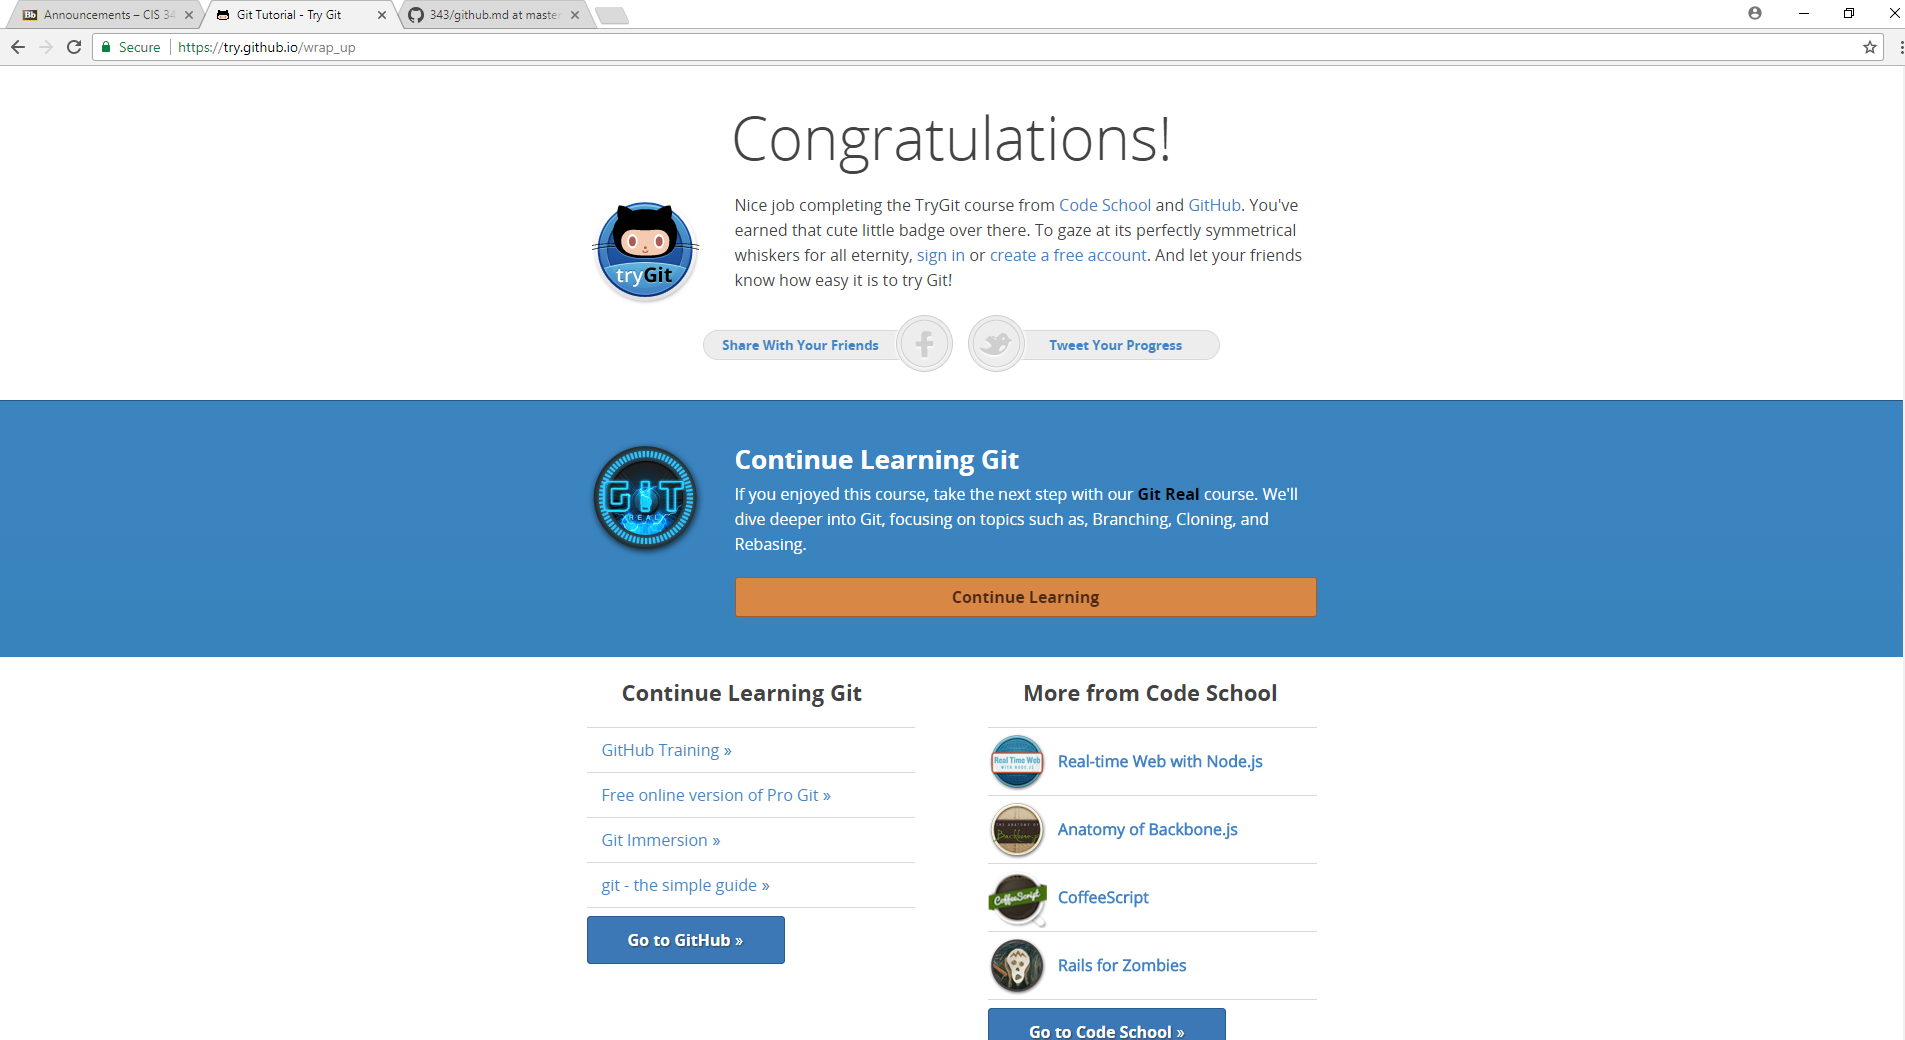 Announcements – CIS 34
Git Tutorial - Try Git
343/github.md at master
Secure
https://try.github.io/wrap_up
Congratulations!
tryGit
Nice job completing the TryGit course from Code School and GitHub. You've
earned that cute little badge over there. To gaze at its perfectly symmetrical
whiskers for all eternity, sign in or create a free account. And let your friends
know how easy it is to try Git!
Share With Your Friends
Tweet Your Progress
GIT
REAL
Continue Learning Git
If you enjoyed this course, take the next step with our Git Real course. We'll
dive deeper into Git, focusing on topics such as, Branching, Cloning, and
Rebasing.
Continue Learning
Continue Learning Git
GitHub Training »
Free online version of Pro Git »
Git Immersion »
git - the simple guide »
Go to GitHub »
More from Code School
Real Time Web
WITH NODE.JS
Real-time Web with Node.js
Anatomy of Backbone.js
CoffeeScript
CoffeeScript
Rails for Zombies
Go to Code School »